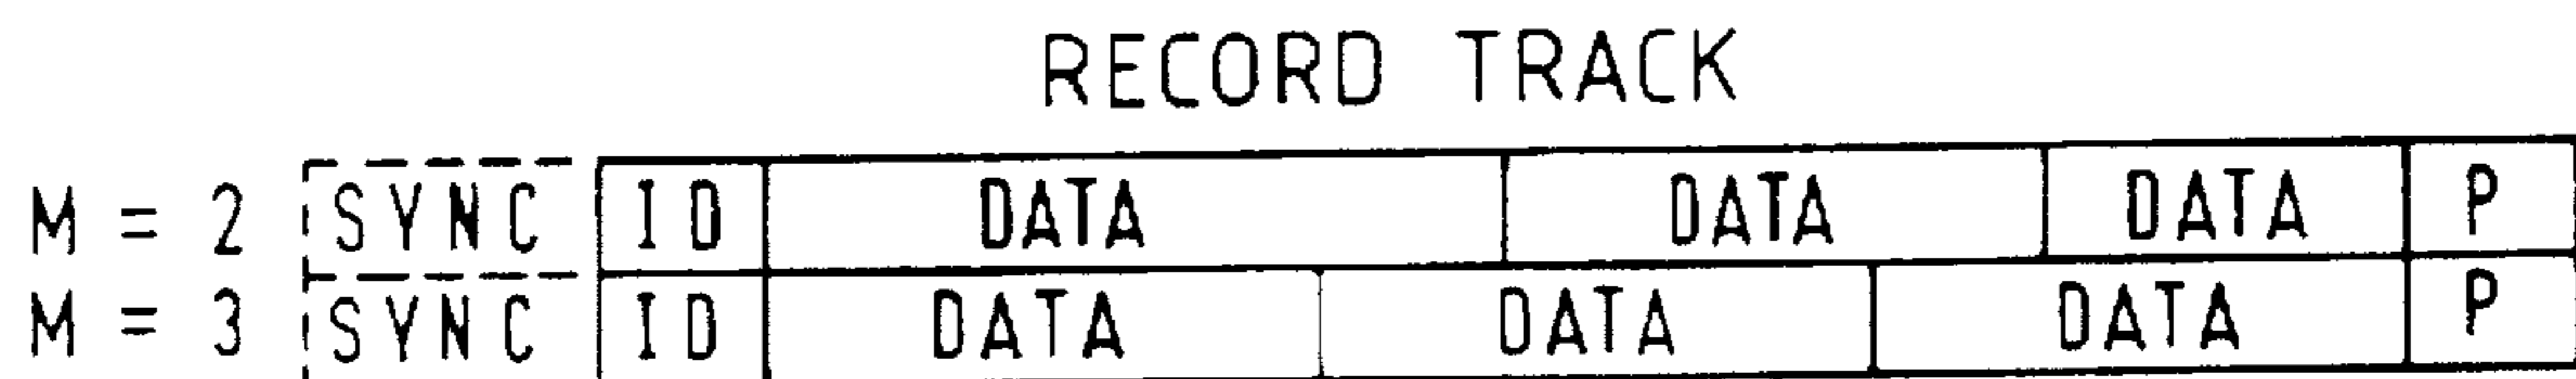 RECORD TRACK
M = 2 SYNC ID DATA DATA DATA P
M = 3 SYNC ID DATA DATA DATA P